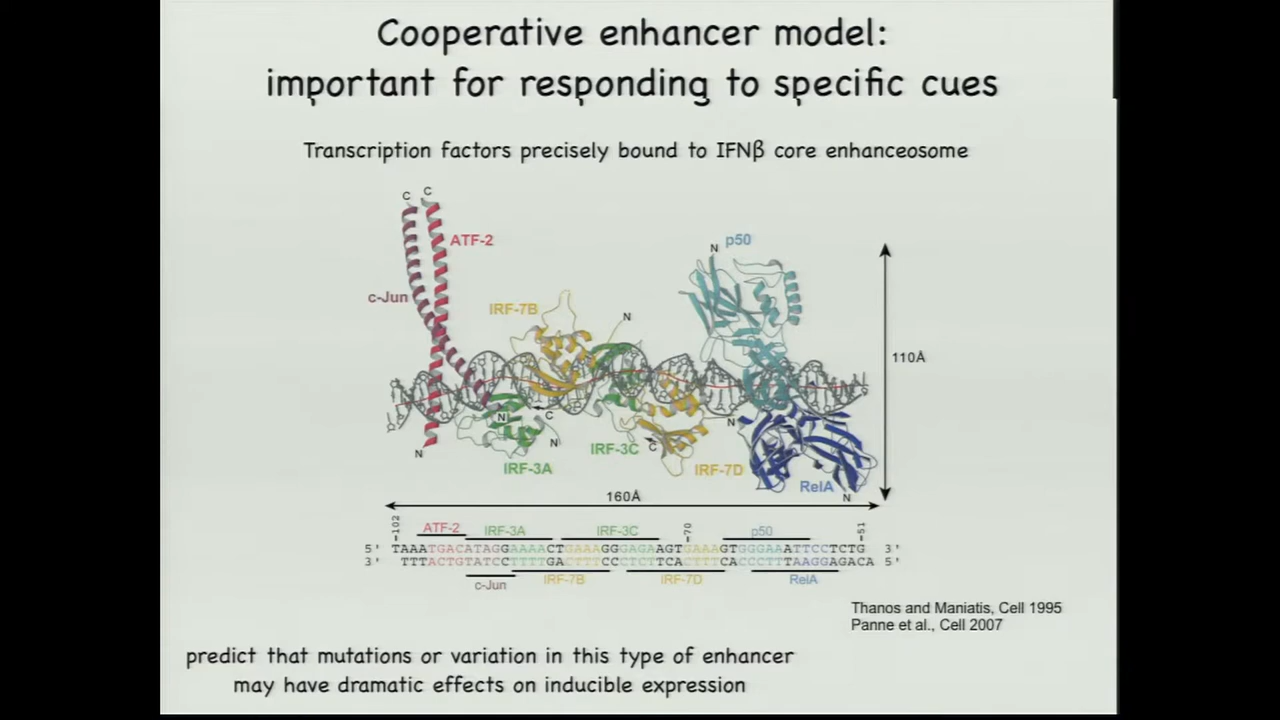 Cooperative enhancer model:
important for responding to specific cues
Transcription factors precisely bound to IFNβ core enhanceosome
C C
ATF-2
p50
N
c-Jun
IRF-7B
N
110Å
N
C
N
N
IRF-3C
C
N
IRF-3A
IRF-7D
RelA
N
160Å
-102
ATF-2
IRF-3A
IRF-3C
-70
p50
-51
5' TAAATGACATAGGAAAACTGAAAGGGAGAAGTGAAAGTGGGAAATTCCTCTG 3'
3' TTTACTGTATCCTTTTGACTTTCCCTCTTCACTTTCACCCTTTAAGGAGACA 5'
c-Jun
IRF-7B
IRF-7D
RelA
Thanos and Maniatis, Cell 1995
Panne et al., Cell 2007
predict that mutations or variation in this type of enhancer
may have dramatic effects on inducible expression